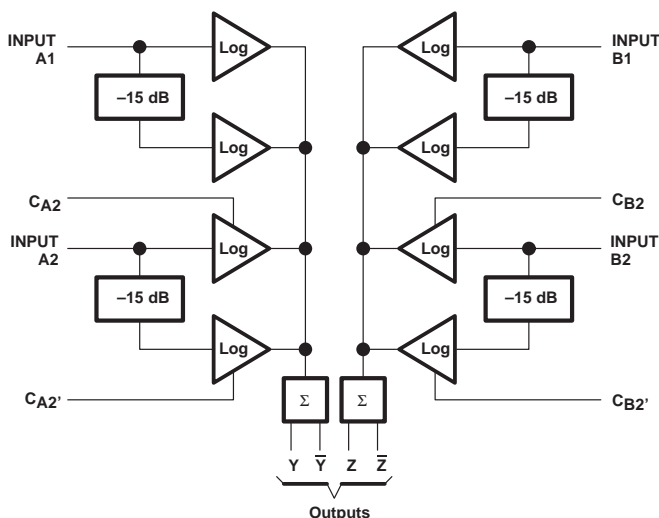 INPUT
A1
Log
Log
INPUT
B1
–15 dB
–15 dB
Log
Log
CA2
CB2
INPUT
A2
Log
Log
INPUT
B2
–15 dB
–15 dB
Log
Log
CA2'
Σ
Σ
CB2'
Y Y̅ Z Z̅
Outputs